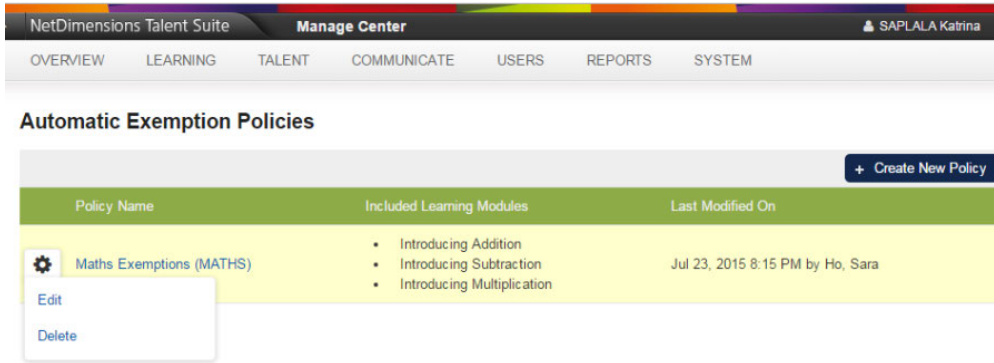 NetDimensions Talent Suite Manage Center SAPLALA Katrina
OVERVIEW LEARNING TALENT COMMUNICATE USERS REPORTS SYSTEM
Automatic Exemption Policies
+ Create New Policy
Policy Name Included Learning Modules Last Modified On
• Introducing Addition
Maths Exemptions (MATHS) • Introducing Subtraction Jul 23, 2015 8:15 PM by Ho, Sara
• Introducing Multiplication
Edit
Delete